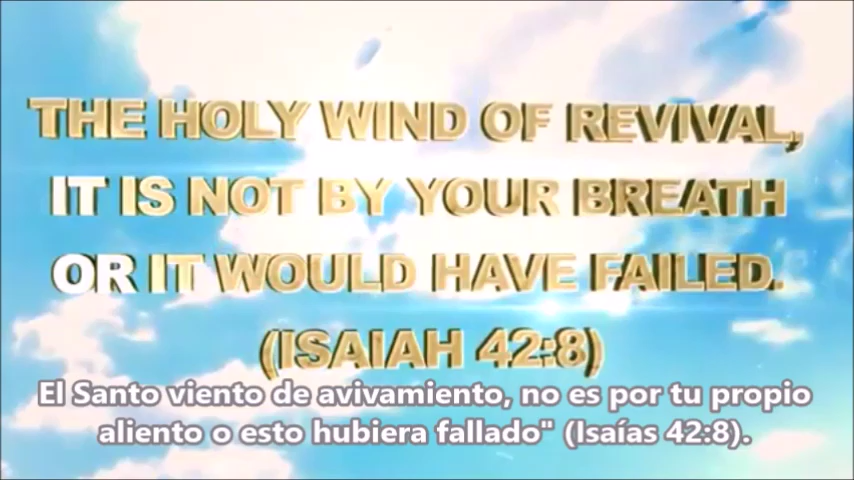 THE HOLY WIND OF REVIVAL,
IT IS NOT BY YOUR BREATH
OR IT WOULD HAVE FAILED.
(ISAIAH 42:8)
El Santo viento de avivamiento, no es por tu propio
aliento o esto hubiera fallado" (Isaías 42:8).